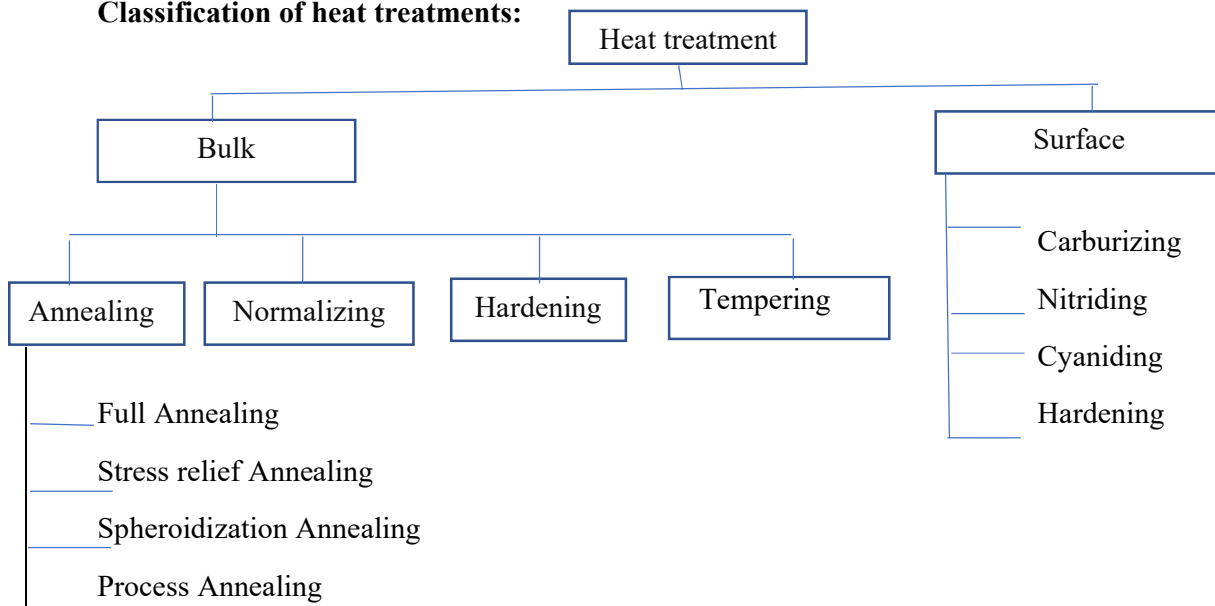 Classification of heat treatments:
Heat treatment
Bulk
Surface
Annealing
Normalizing
Hardening
Tempering
Carburizing
Nitriding
Cyaniding
Hardening
Full Annealing
Stress relief Annealing
Spheroidization Annealing
Process Annealing